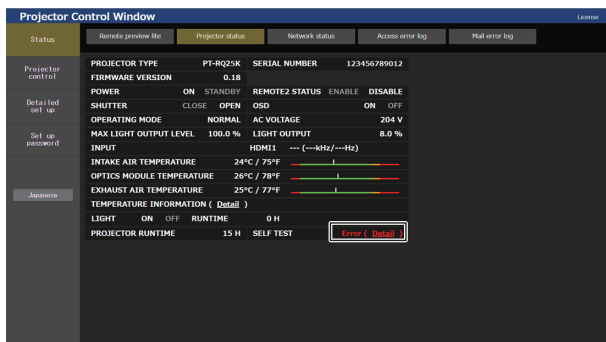 Projector Control Window
License
Status
Remote preview lite
Projector status
Network status
Access error log
Mail error log
Projector
control
Detailed
set up
Set up
password
Japanese
PROJECTOR TYPE PT-RQ25K SERIAL NUMBER 123456789012
FIRMWARE VERSION 0.18
POWER ON STANDBY REMOTE2 STATUS ENABLE DISABLE
SHUTTER CLOSE OPEN OSD ON OFF
OPERATING MODE NORMAL AC VOLTAGE 204 V
MAX LIGHT OUTPUT LEVEL 100.0 % LIGHT OUTPUT 8.0 %
INPUT HDMI1 --- (---kHz/---Hz)
INTAKE AIR TEMPERATURE 24°C / 75°F
OPTICS MODULE TEMPERATURE 26°C / 78°F
EXHAUST AIR TEMPERATURE 25°C / 77°F
TEMPERATURE INFORMATION ( Detail )
LIGHT ON OFF RUNTIME 0 H
PROJECTOR RUNTIME 15 H SELF TEST Error ( Detail )